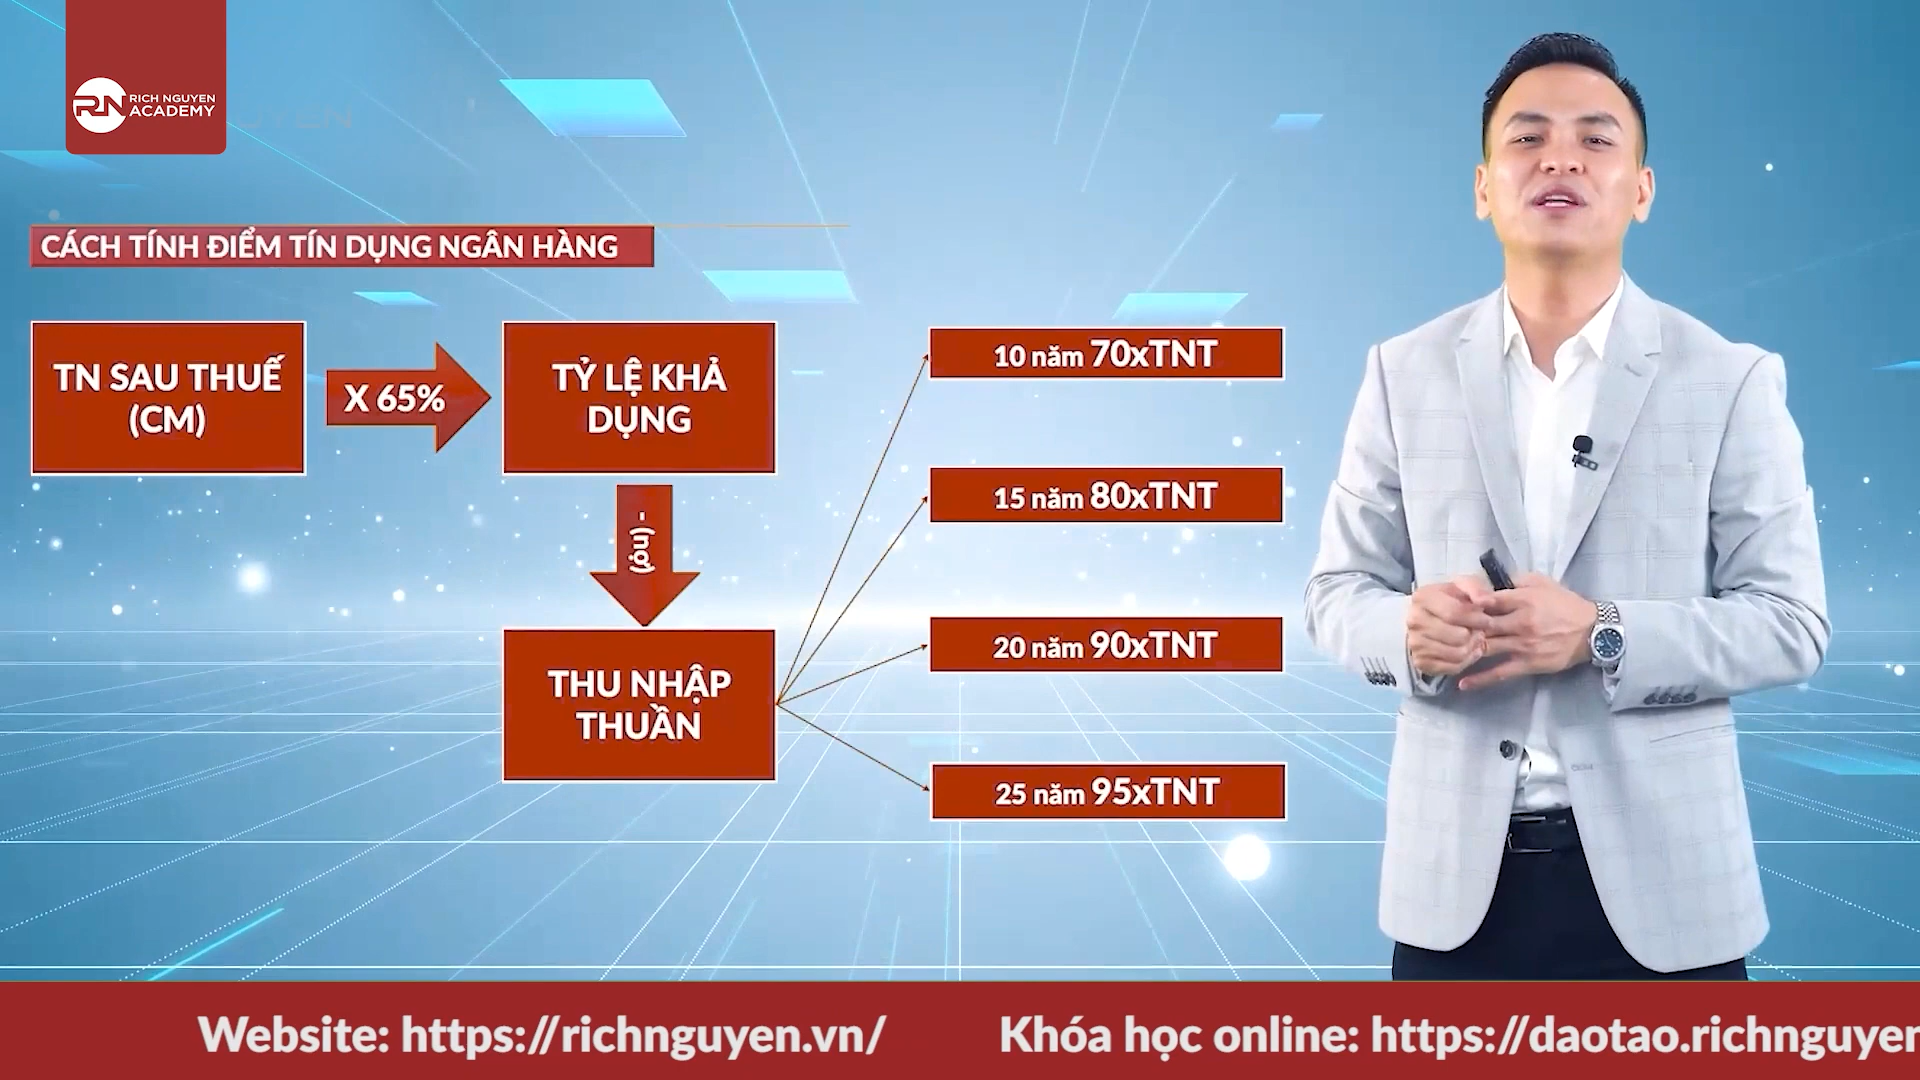 RN RICH NGUYEN
ACADEMY
UYEN
CÁCH TÍNH ĐIỂM TÍN DỤNG NGÂN HÀNG
TN SAU THUẾ
(CM)
X 65%
TỶ LỆ KHẢ
DỤNG
- (nợ)
THU NHẬP
THUẦN
10 năm 70xTNT
15 năm 80xTNT
20 năm 90xTNT
25 năm 95xTNT
Website: https://richnguyen.vn/ Khóa học online: https://daotao.richnguyen